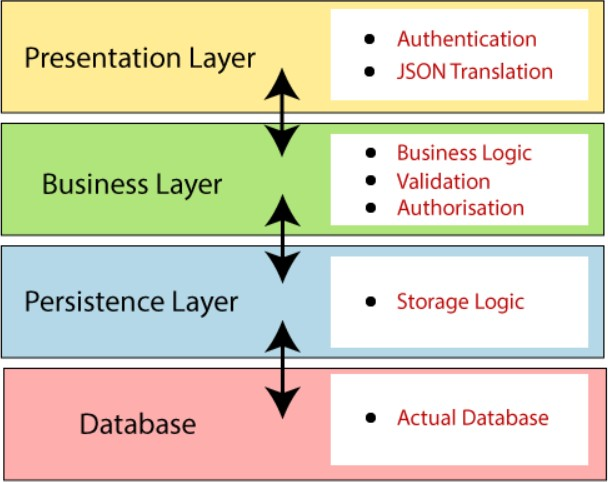 Presentation Layer
Authentication
JSON Translation
Business Layer
Business Logic
Validation
Authorisation
Persistence Layer
Storage Logic
Database
Actual Database